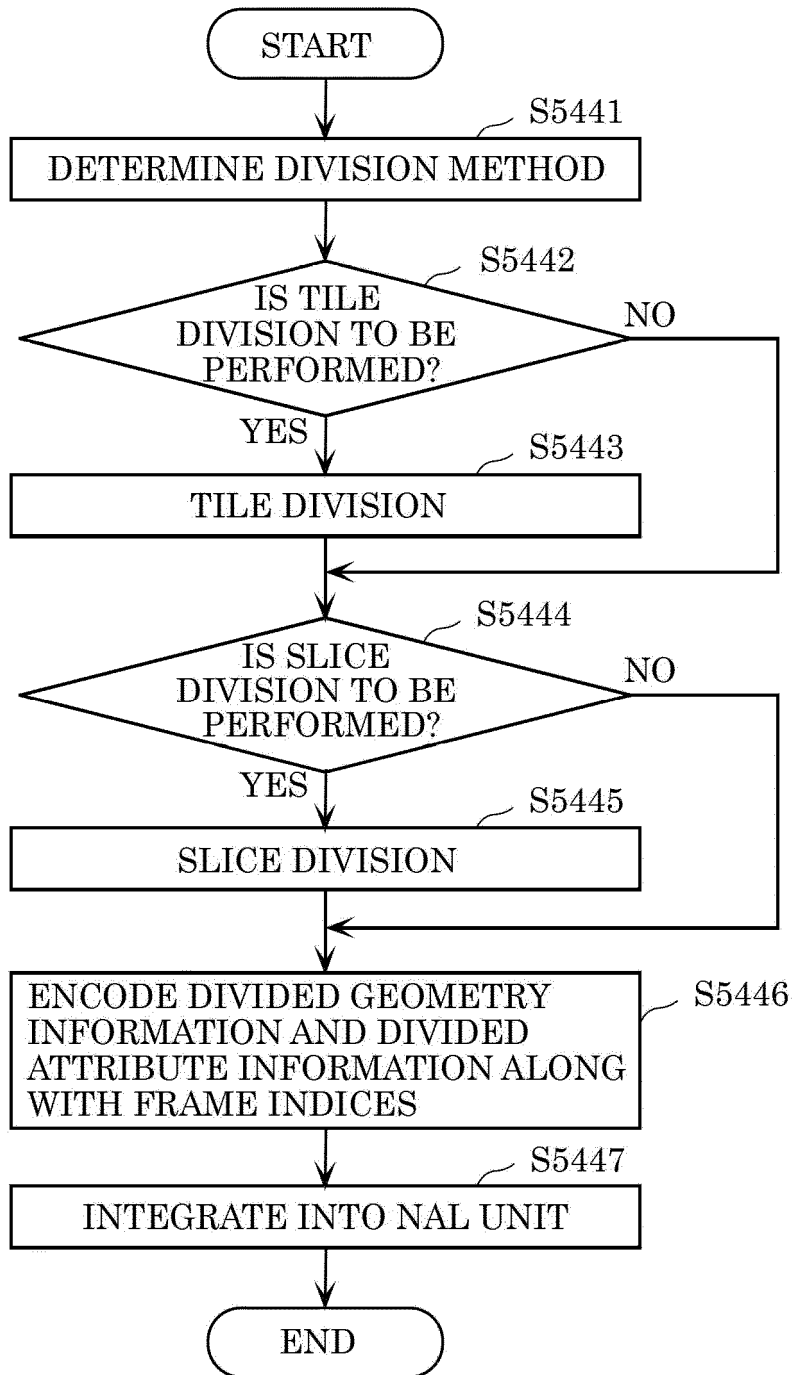 START
S5441
DETERMINE DIVISION METHOD
S5442
IS TILE
DIVISION TO BE
PERFORMED?
NO
YES
S5443
TILE DIVISION
S5444
IS SLICE
DIVISION TO BE
PERFORMED?
NO
YES
S5445
SLICE DIVISION
S5446
ENCODE DIVIDED GEOMETRY
INFORMATION AND DIVIDED
ATTRIBUTE INFORMATION ALONG
WITH FRAME INDICES
S5447
INTEGRATE INTO NAL UNIT
END